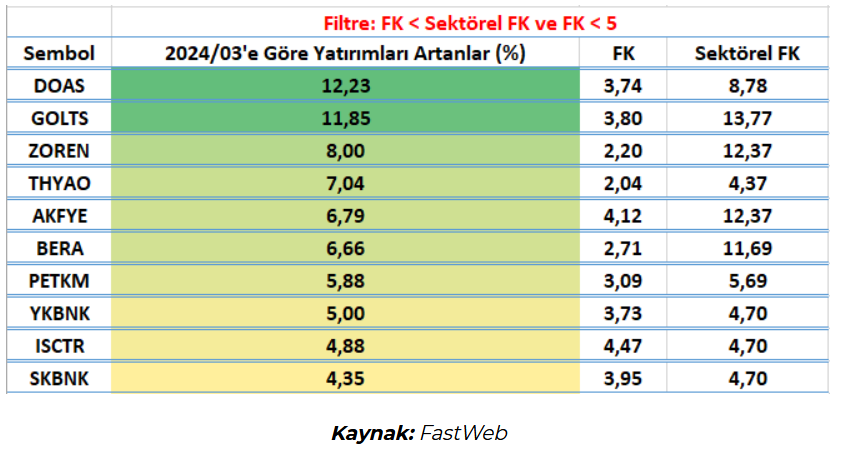 Filtre: FK < Sektörel FK ve FK < 5
Sembol 2024/03'e Göre Yatırımları Artanlar (%) FK Sektörel FK
DOAS 12,23 3,74 8,78
GOLTS 11,85 3,80 13,77
ZOREN 8,00 2,20 12,37
THYAO 7,04 2,04 4,37
AKFYE 6,79 4,12 12,37
BERA 6,66 2,71 11,69
PETKM 5,88 3,09 5,69
YKBNK 5,00 3,73 4,70
ISCTR 4,88 4,47 4,70
SKBNK 4,35 3,95 4,70
Kaynak: FastWeb